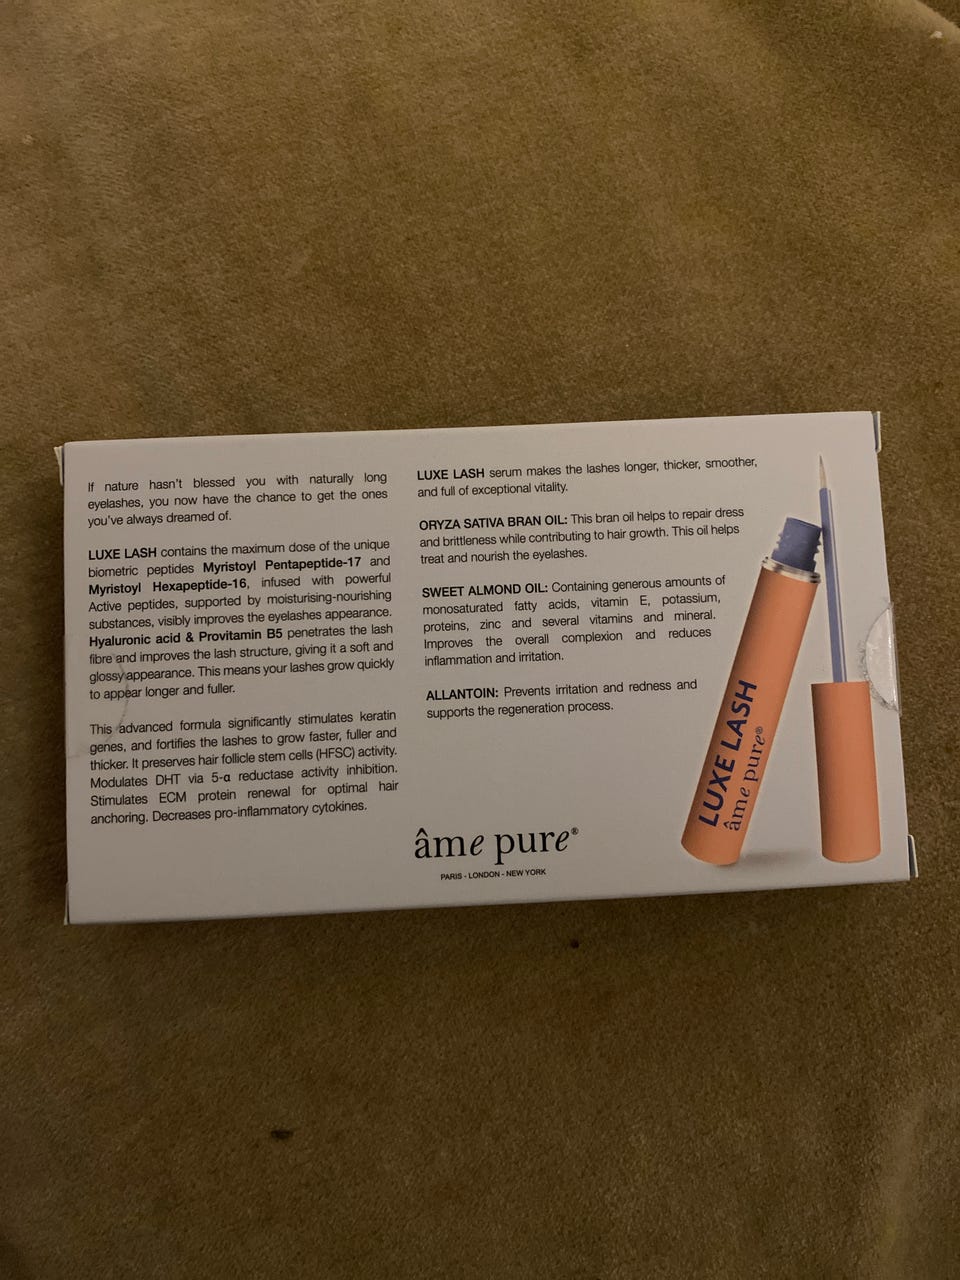 If nature hasn't blessed you with naturally long
eyelashes, you now have the chance to get the ones
you've always dreamed of.
LUXE LASH contains the maximum dose of the unique
biometric peptides Myristoyl Pentapeptide-17 and
Myristoyl Hexapeptide-16, infused with powerful
Active peptides, supported by moisturising-nourishing
substances, visibly improves the eyelashes appearance.
Hyaluronic acid & Provitamin B5 penetrates the lash
fibre and improves the lash structure, giving it a soft and
glossy appearance. This means your lashes grow quickly
to appear longer and fuller.
This advanced formula significantly stimulates keratin
genes, and fortifies the lashes to grow faster, fuller and
thicker. It preserves hair follicle stem cells (HFSC) activity.
Modulates DHT via 5-α reductase activity inhibition.
Stimulates ECM protein renewal for optimal hair
anchoring. Decreases pro-inflammatory cytokines.
LUXE LASH serum makes the lashes longer, thicker, smoother,
and full of exceptional vitality.
ORYZA SATIVA BRAN OIL: This bran oil helps to repair dress
and brittleness while contributing to hair growth. This oil helps
treat and nourish the eyelashes.
SWEET ALMOND OIL: Containing generous amounts of
monosaturated fatty acids, vitamin E, potassium,
proteins, zinc and several vitamins and mineral.
Improves the overall complexion and reduces
inflammation and irritation.
ALLANTOIN: Prevents irritation and redness and
supports the regeneration process.
âme pure®
PARIS - LONDON - NEW YORK
LUXE LASH
âme pure®